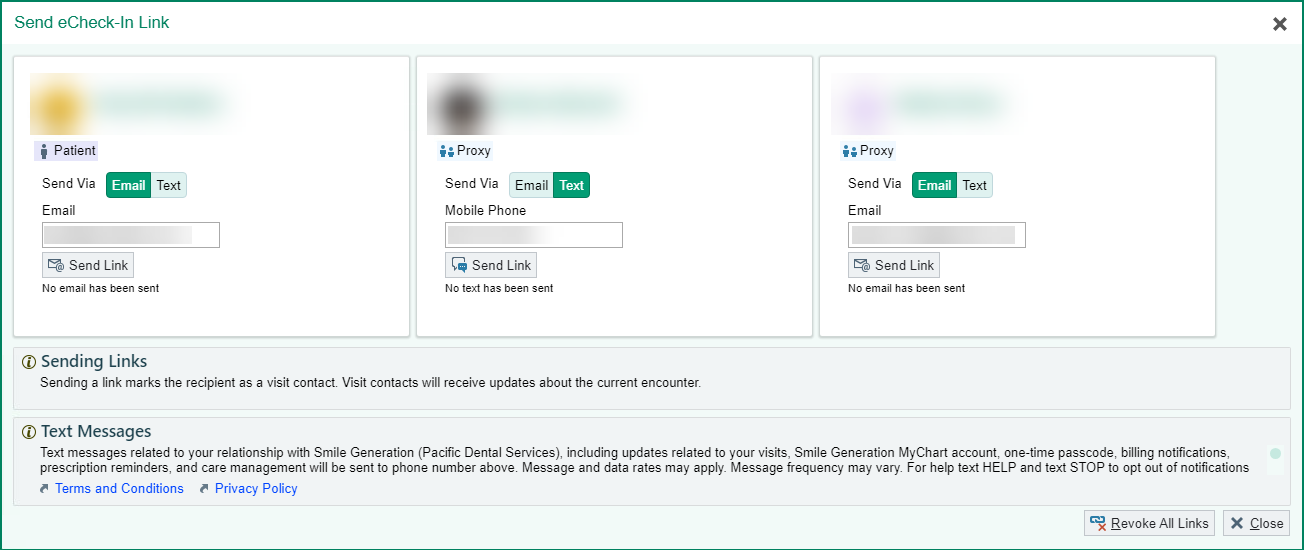 Send eCheck-In Link
Patient
Send Via Email Text
Email
Send Link
No email has been sent
Proxy
Send Via Email Text
Mobile Phone
Send Link
No text has been sent
Proxy
Send Via Email Text
Email
Send Link
No email has been sent
Sending Links
Sending a link marks the recipient as a visit contact. Visit contacts will receive updates about the current encounter.
Text Messages
Text messages related to your relationship with Smile Generation (Pacific Dental Services), including updates related to your visits, Smile Generation MyChart account, one-time passcode, billing notifications,
prescription reminders, and care management will be sent to phone number above. Message and data rates may apply. Message frequency may vary. For help text HELP and text STOP to opt out of notifications
Terms and Conditions Privacy Policy
Revoke All Links Close